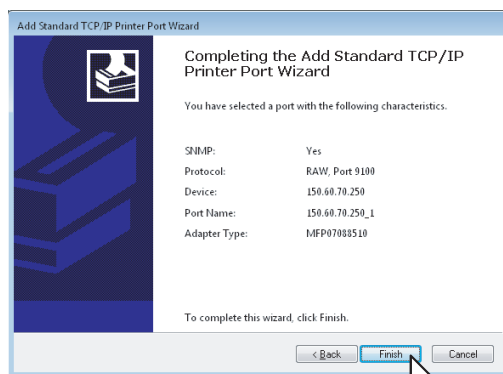 Add Standard TCP/IP Printer Port Wizard
Completing the Add Standard TCP/IP
Printer Port Wizard
You have selected a port with the following characteristics.
SNMP: Yes
Protocol: RAW, Port 9100
Device: 150.60.70.250
Port Name: 150.60.70.250_1
Adapter Type: MFP07088510
To complete this wizard, click Finish.
< Back Finish Cancel